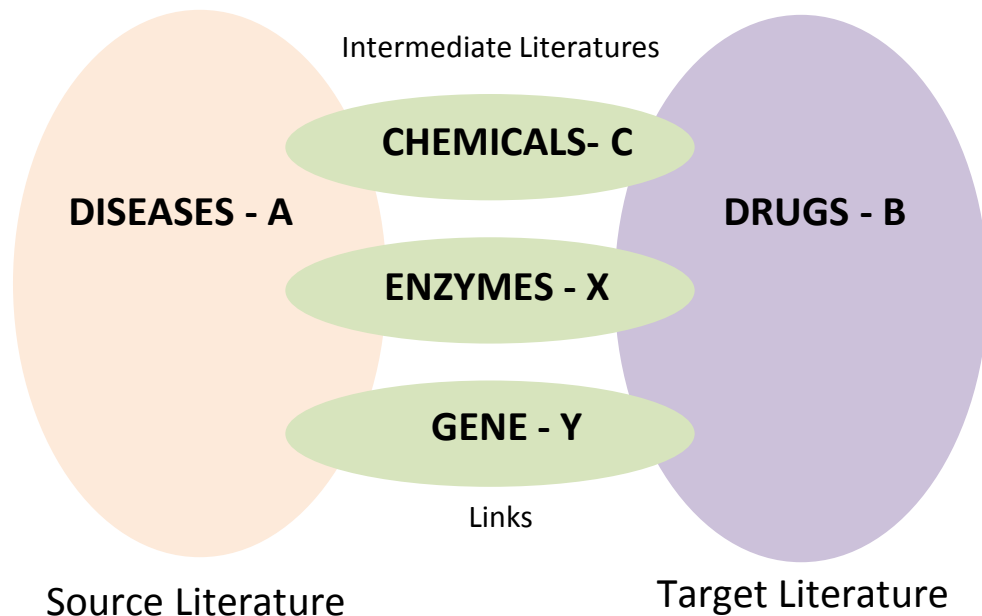 Intermediate Literatures
CHEMICALS- C
DISEASES - A
DRUGS - B
ENZYMES - X
GENE - Y
Links
Source Literature
Target Literature